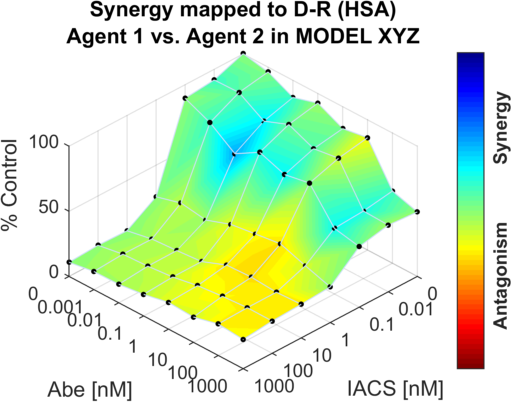 Synergy mapped to D-R (HSA)
Agent 1 vs. Agent 2 in MODEL XYZ
100
50
0
% Control
0
0.001
0.01
0.1
1
10
100
1000
Abe [nM]
0
0.01
0.1
1
10
100
1000
IACS [nM]
Synergy
Antagonism